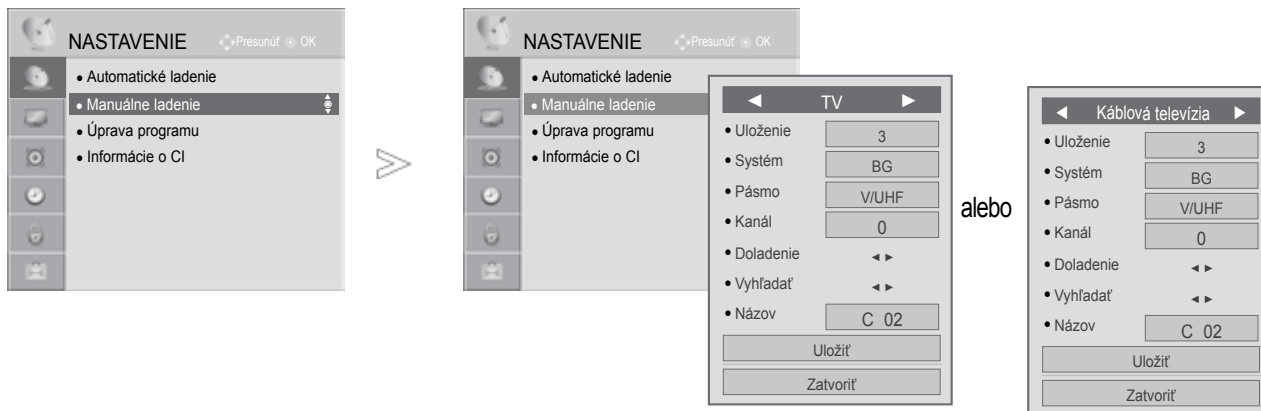 NASTAVENIE Presunúť OK
• Automatické ladenie
• Manuálne ladenie
• Úprava programu
• Informácie o CI
NASTAVENIE Presunúť OK
• Automatické ladenie
• Manuálne ladenie
• Úprava programu
• Informácie o CI
◄ TV ►
• Uloženie 3
• Systém BG
• Pásmo V/UHF
• Kanál 0
• Doladenie ◄ ►
• Vyhľadať ◄ ►
• Názov C 02
Uložiť
Zatvoriť
alebo
◄ Káblová televízia ►
• Uloženie 3
• Systém BG
• Pásmo V/UHF
• Kanál 0
• Doladenie ◄ ►
• Vyhľadať ◄ ►
• Názov C 02
Uložiť
Zatvoriť